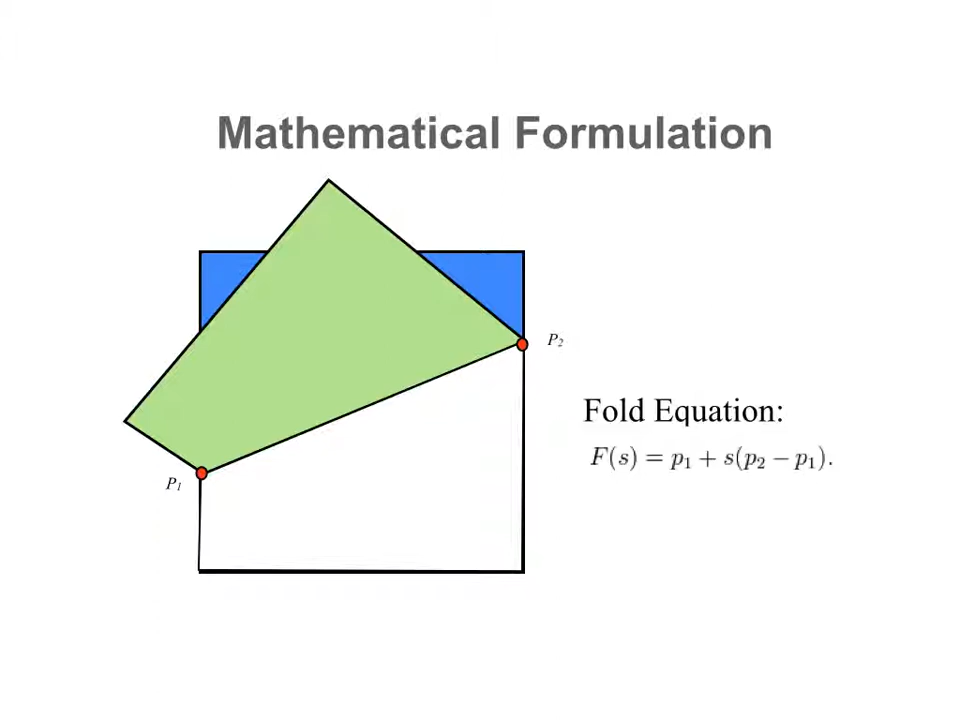 Mathematical Formulation
P2
Fold Equation:
F(s) = p1 + s(p2 − p1).
P1